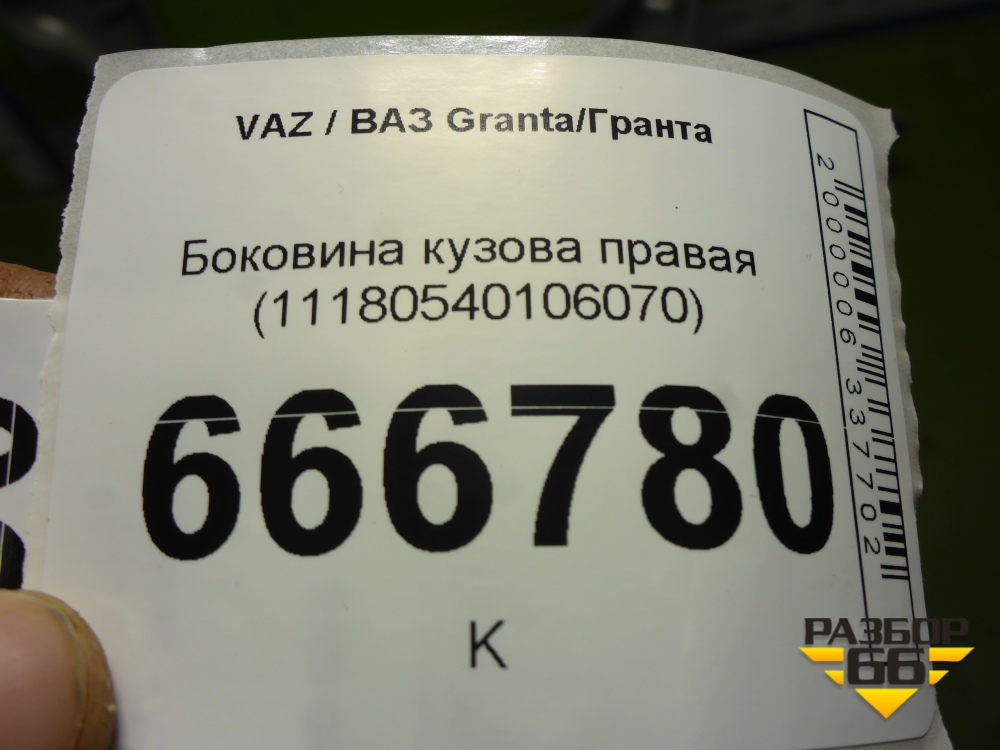 VAZ / ВАЗ Granta/Гранта
Боковина кузова правая
(11180540106070)
666780
К
2000006337702
РАЗБОР
66